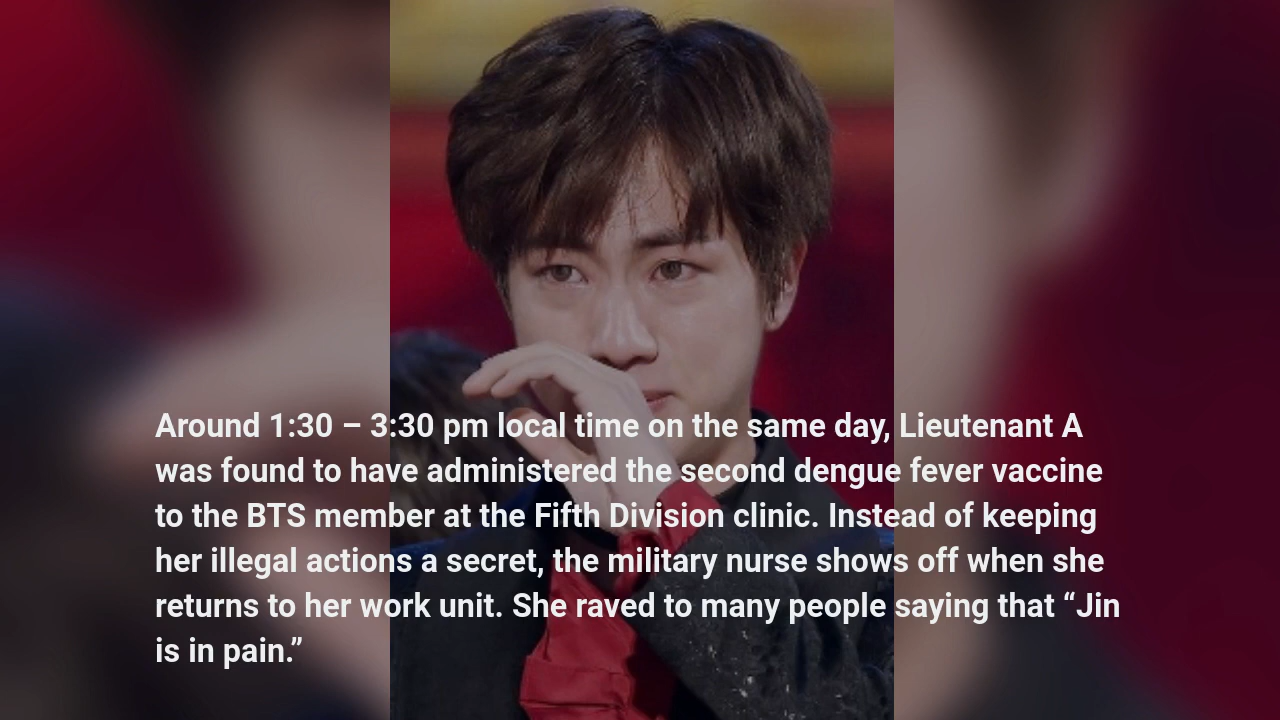 Around 1:30 – 3:30 pm local time on the same day, Lieutenant A
was found to have administered the second dengue fever vaccine
to the BTS member at the Fifth Division clinic. Instead of keeping
her illegal actions a secret, the military nurse shows off when she
returns to her work unit. She raved to many people saying that “Jin
is in pain.”